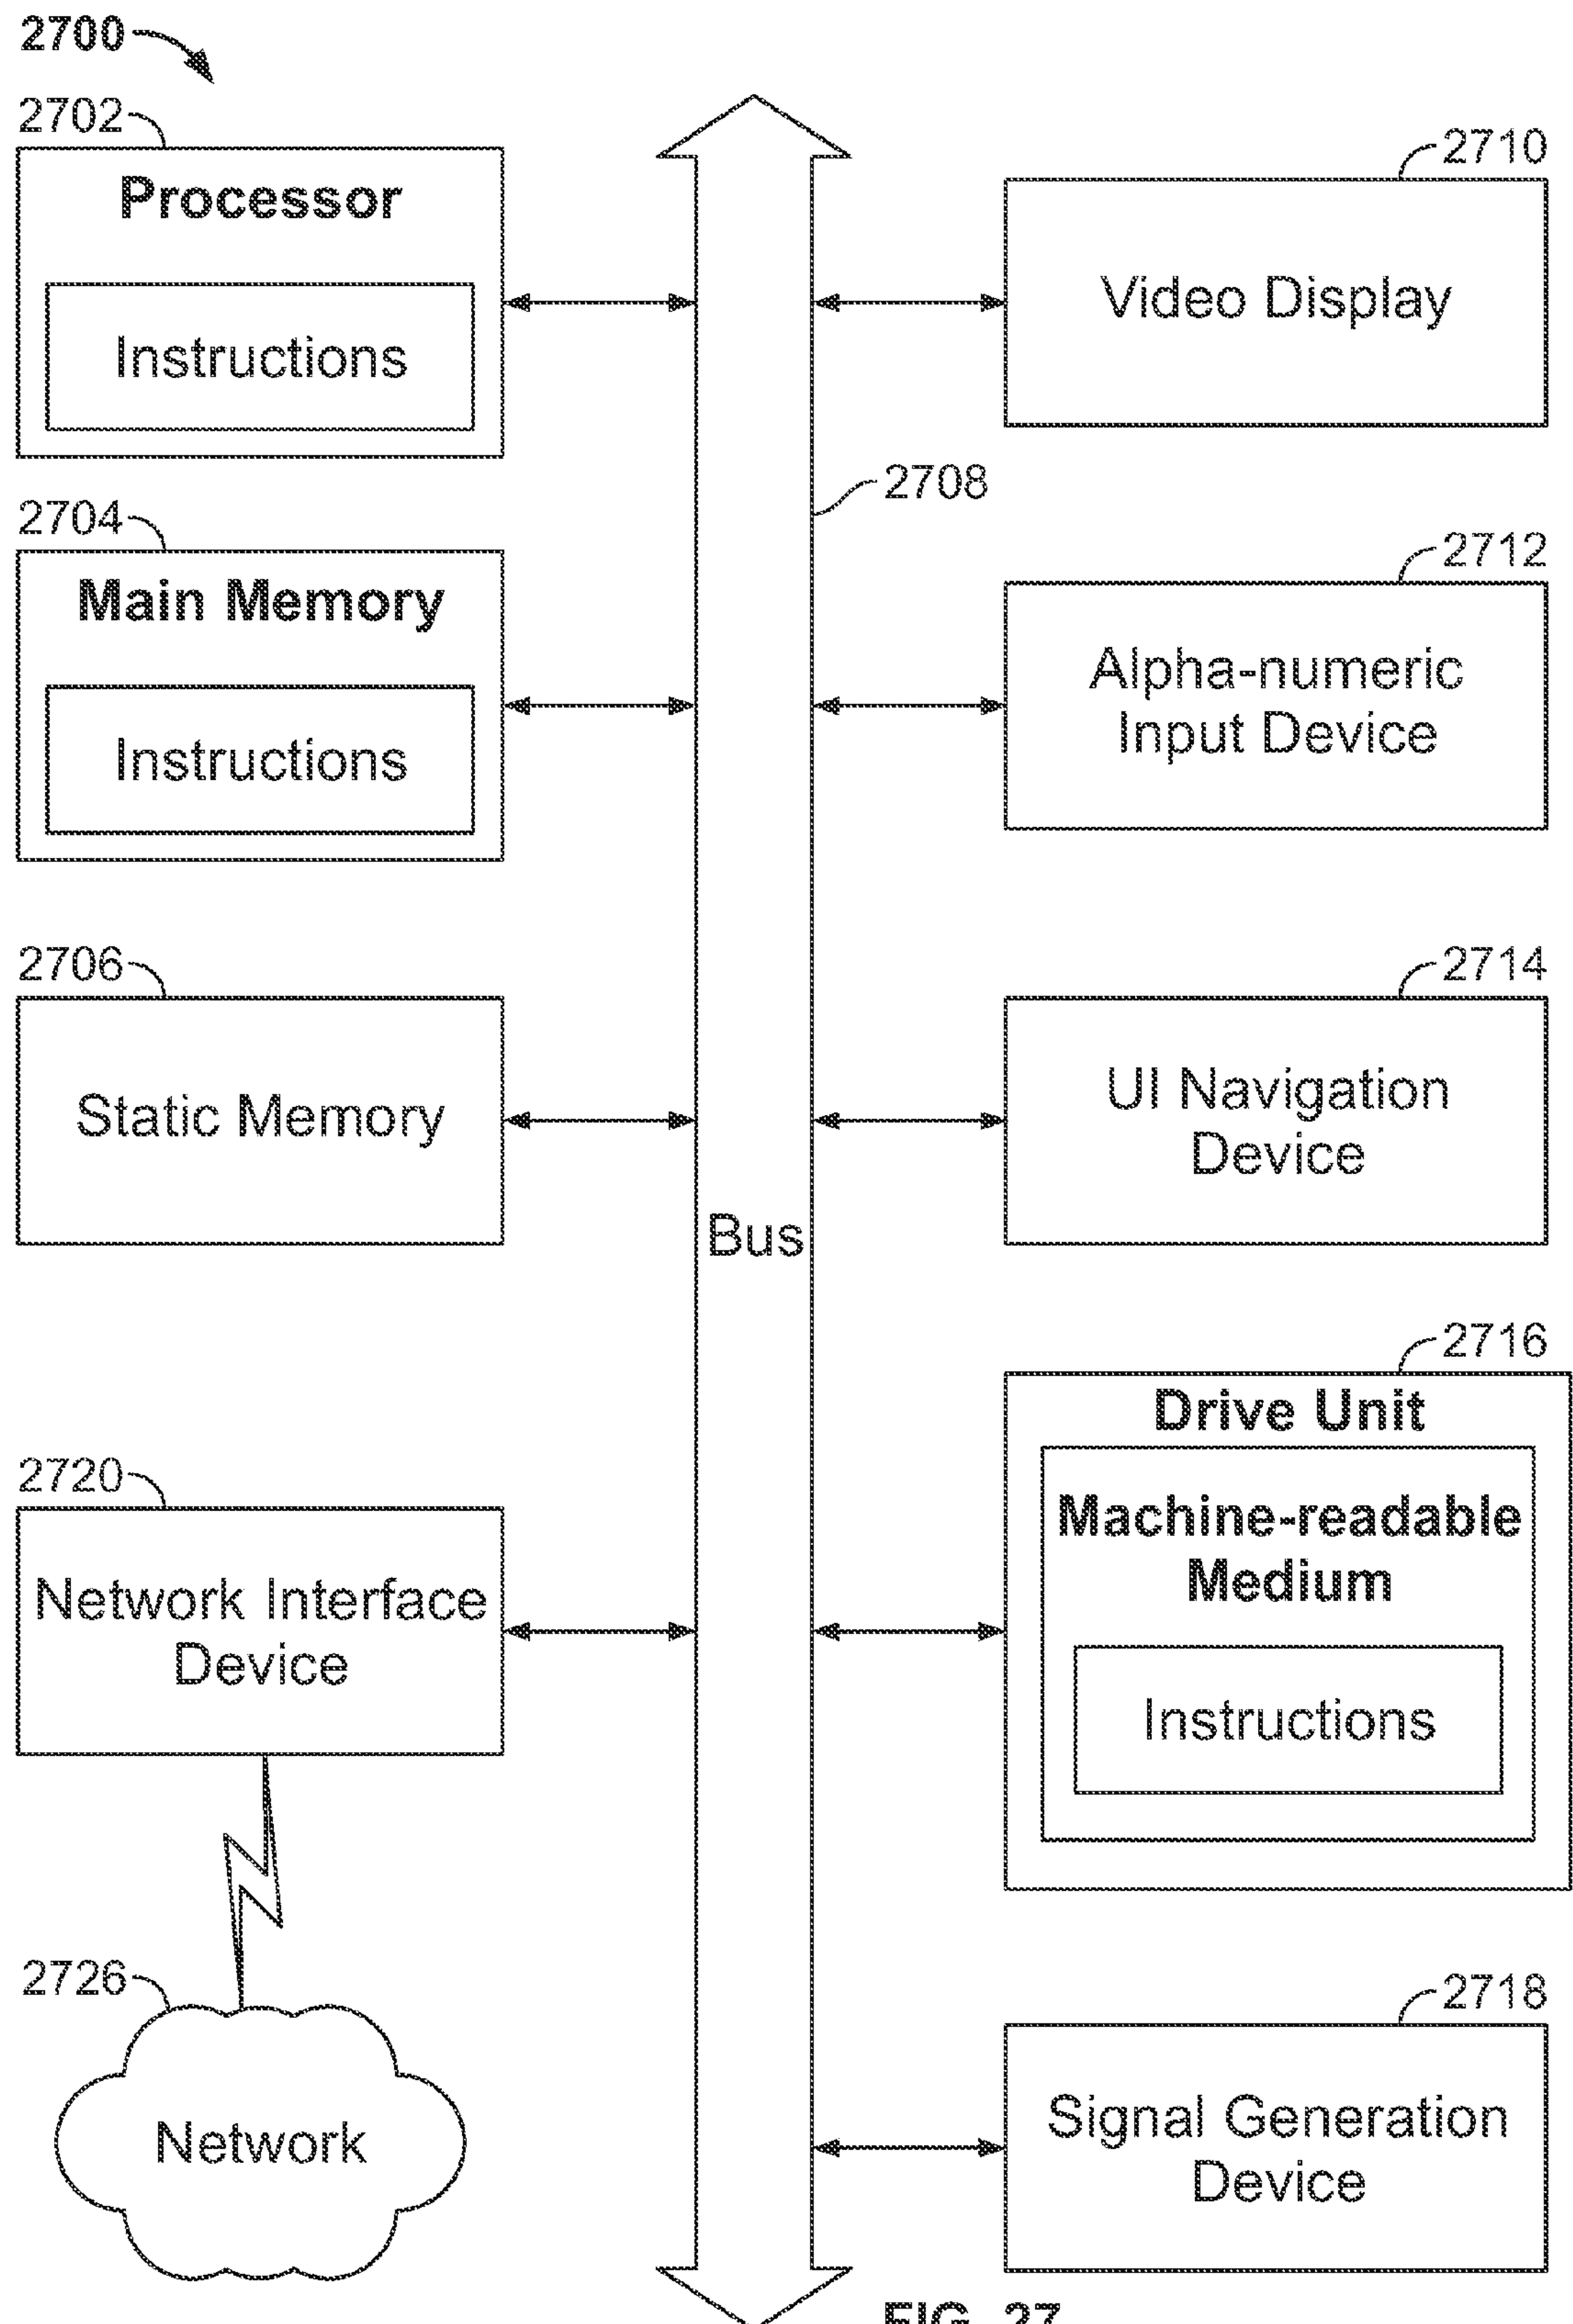 2700
2702
Processor
Instructions
2704
Main Memory
Instructions
2706
Static Memory
2720
Network Interface
Device
2726
Network
Bus
2708
2710
Video Display
2712
Alpha-numeric
Input Device
2714
UI Navigation
Device
2716
Drive Unit
Machine-readable
Medium
Instructions
2718
Signal Generation
Device
FIG. 27